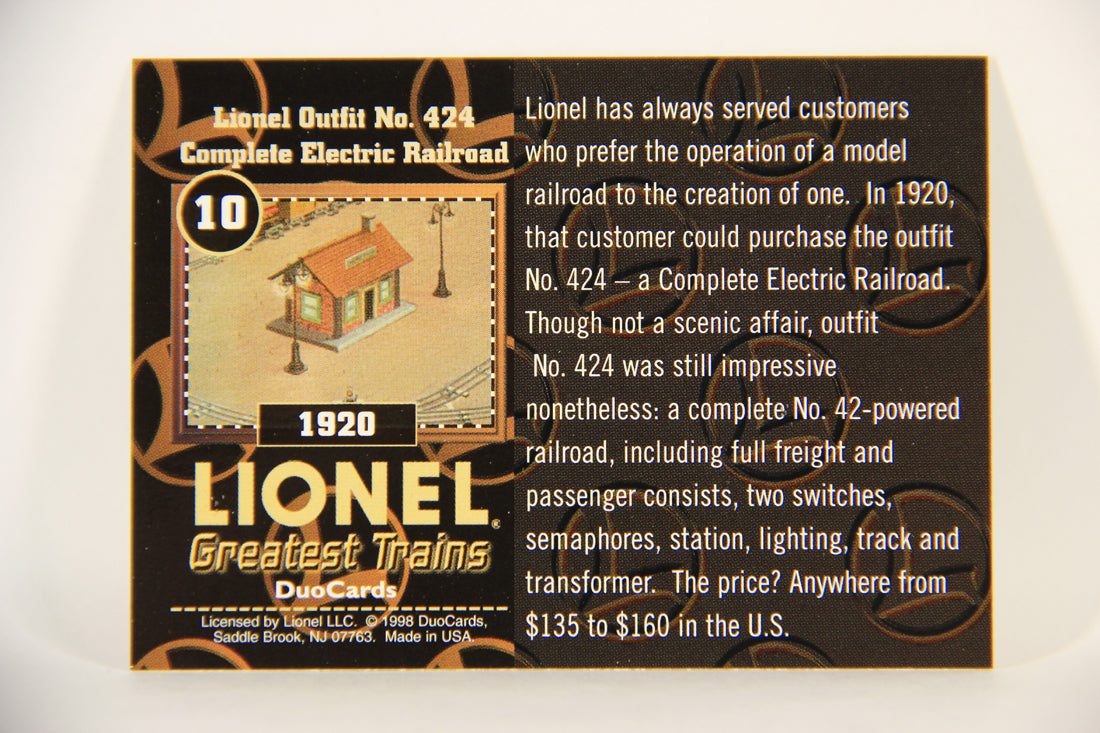 Lionel Outfit No. 424
Complete Electric Railroad
10
1920
LIONEL®
Greatest Trains
DuoCards
Licensed by Lionel LLC. © 1998 DuoCards,
Saddle Brook, NJ 07763. Made in USA.
Lionel has always served customers
who prefer the operation of a model
railroad to the creation of one. In 1920,
that customer could purchase the outfit
No. 424 – a Complete Electric Railroad.
Though not a scenic affair, outfit
No. 424 was still impressive
nonetheless: a complete No. 42-powered
railroad, including full freight and
passenger consists, two switches,
semaphores, station, lighting, track and
transformer. The price? Anywhere from
$135 to $160 in the U.S.